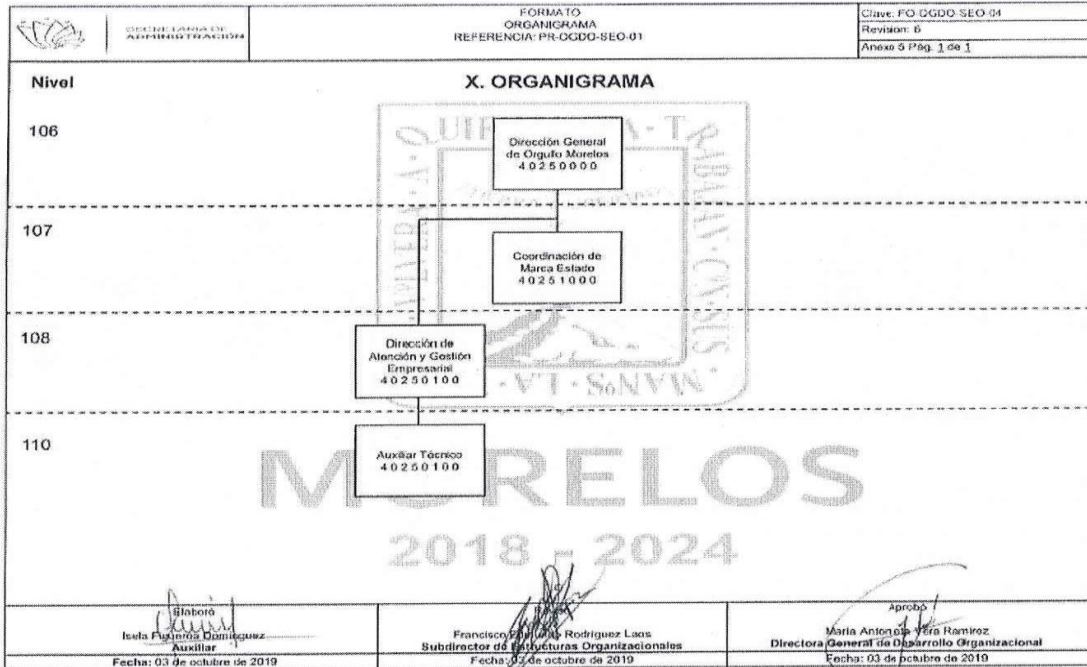 SECRETARIA DE
ADMINISTRACIÓN
FORMATO
ORGANIGRAMA
REFERENCIA: PR-DGDO-SEO-01
Clave: FO-DGDO-SEO-04
Revisión: 6
Anexo 5 Pág. 1 de 1
Nivel
X. ORGANIGRAMA
106
Dirección General
de Orgullo Morelos
40250000
107
Coordinación de
Marca Estado
40251000
108
Dirección de
Atención y Gestión
Empresarial
40250100
110
Auxiliar Técnico
40250100
MORELOS
2018 - 2024
Elaboró
Isela Figueroa Domínguez
Auxiliar
Fecha: 03 de octubre de 2019
Francisco Rodríguez Laos
Subdirector de Estructuras Organizacionales
Fecha: 03 de octubre de 2019
Aprobó
María Antonieta Vera Ramírez
Directora General de Desarrollo Organizacional
Fecha: 03 de octubre de 2019